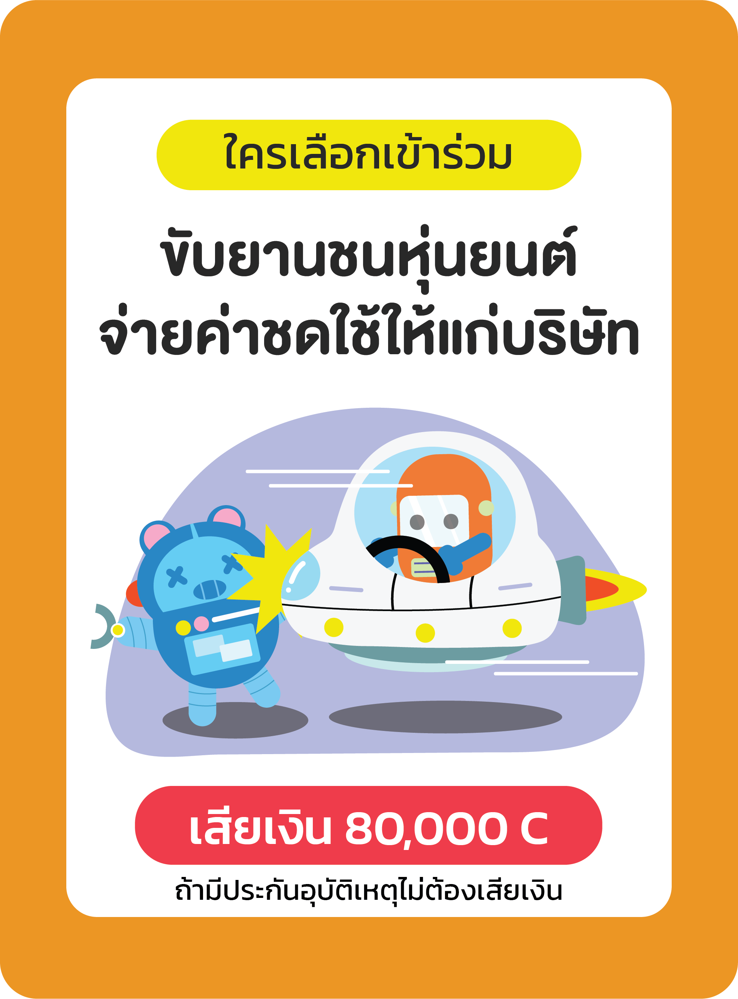 ใครเลือกเข้าร่วม
ขับยานชนหุ่นยนต์
จ่ายค่าชดใช้ให้แก่บริษัท
เสียเงิน 80,000 C
ถ้ามีประกันอุบัติเหตุไม่ต้องเสียเงิน